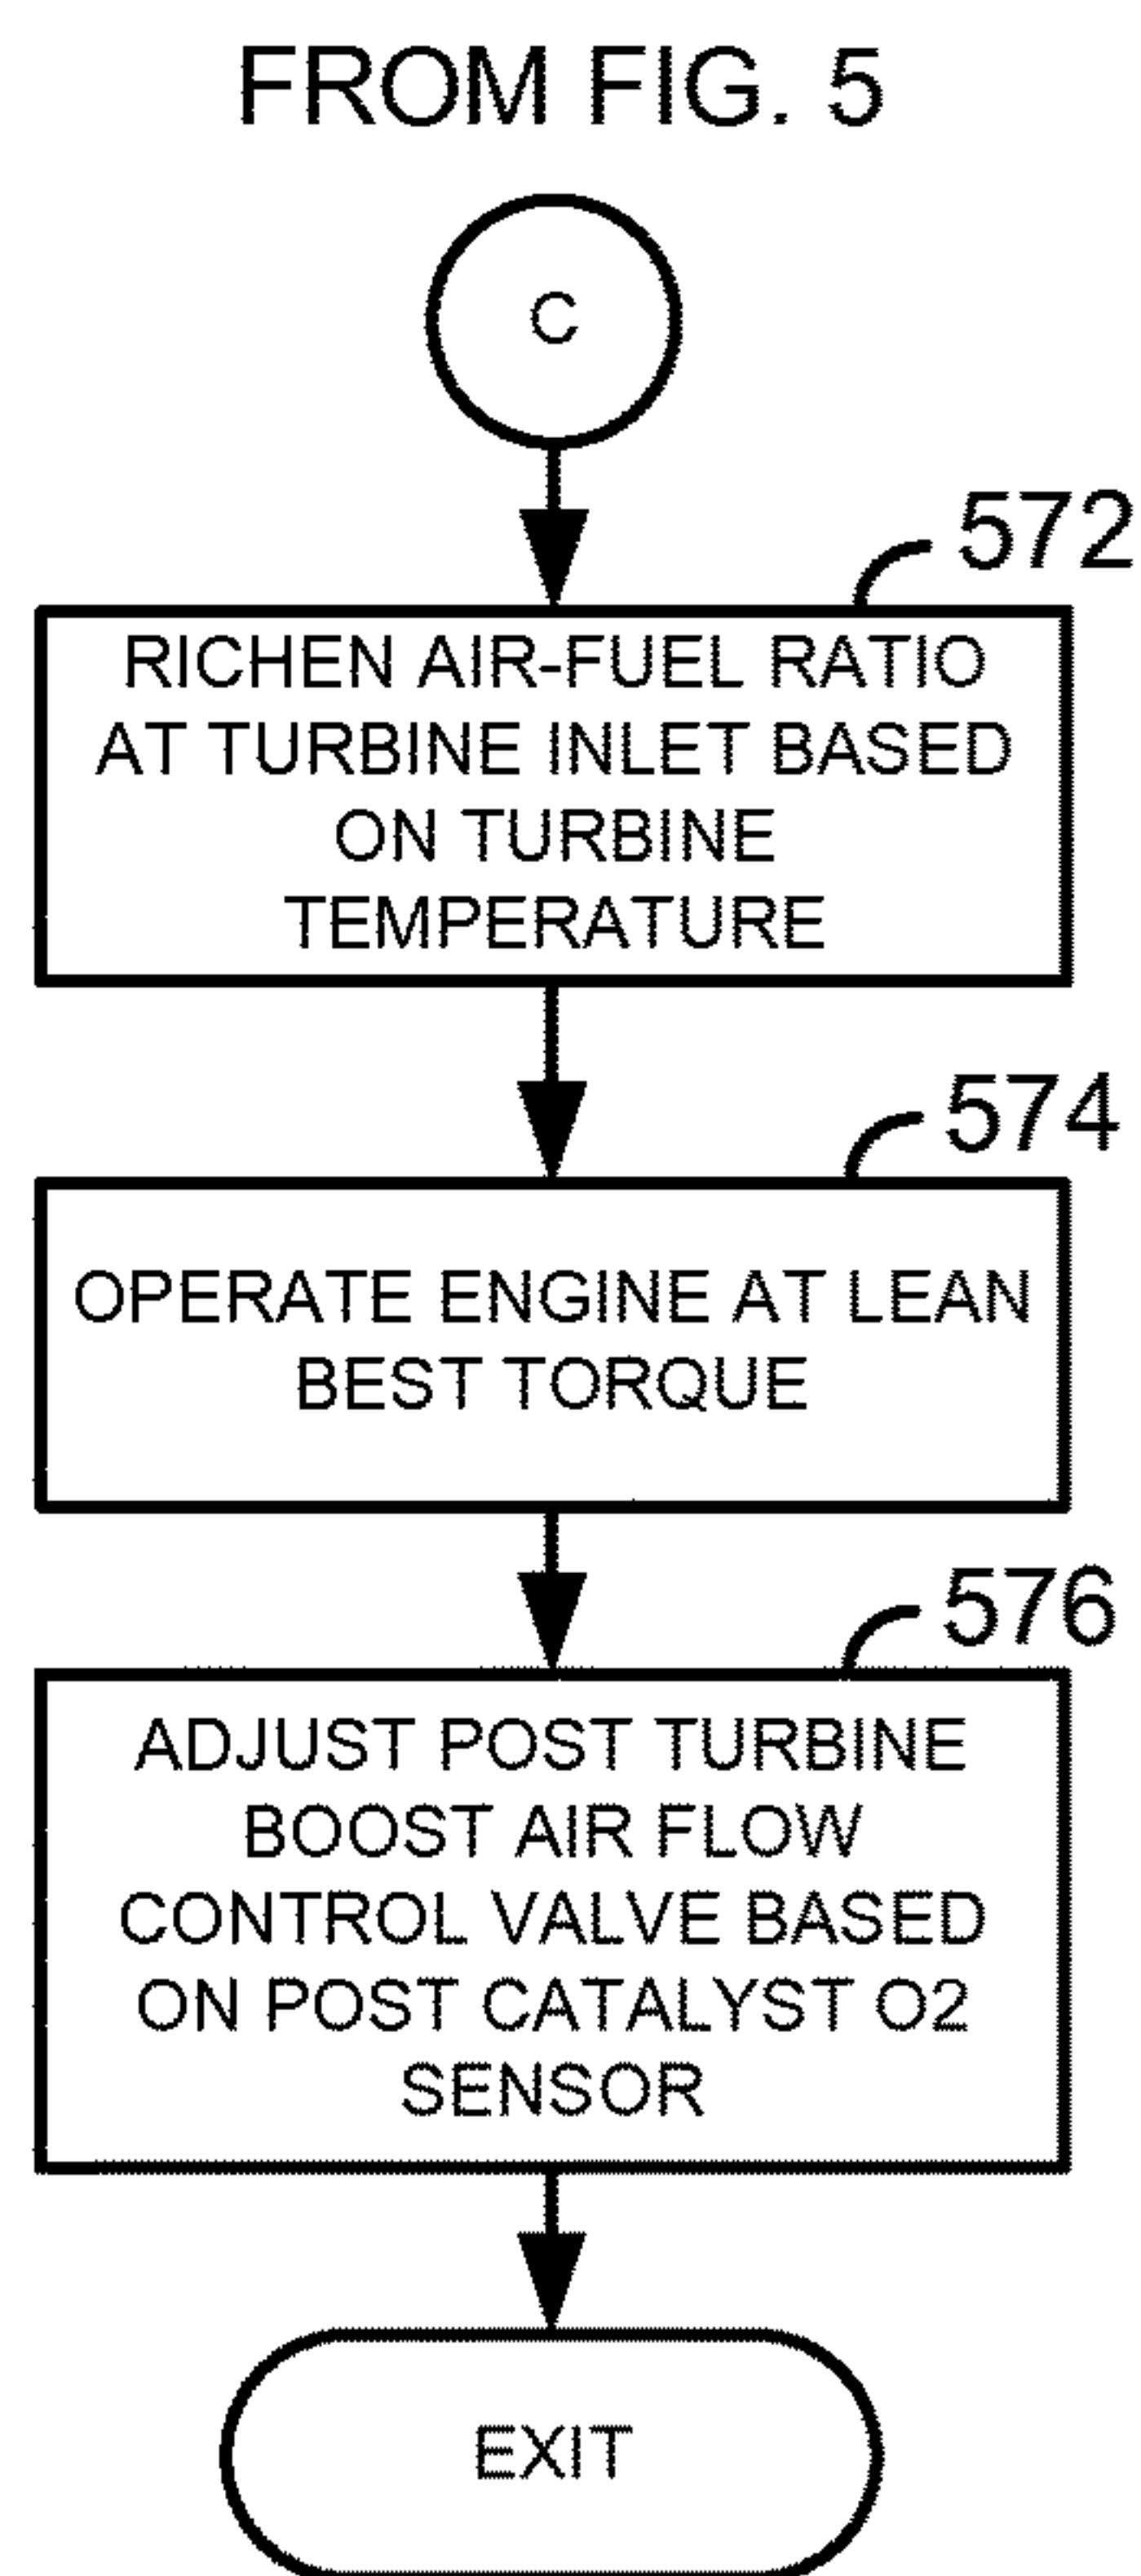 FROM FIG. 5
C
572
RICHEN AIR-FUEL RATIO
AT TURBINE INLET BASED
ON TURBINE
TEMPERATURE
574
OPERATE ENGINE AT LEAN
BEST TORQUE
576
ADJUST POST TURBINE
BOOST AIR FLOW
CONTROL VALVE BASED
ON POST CATALYST O2
SENSOR
EXIT